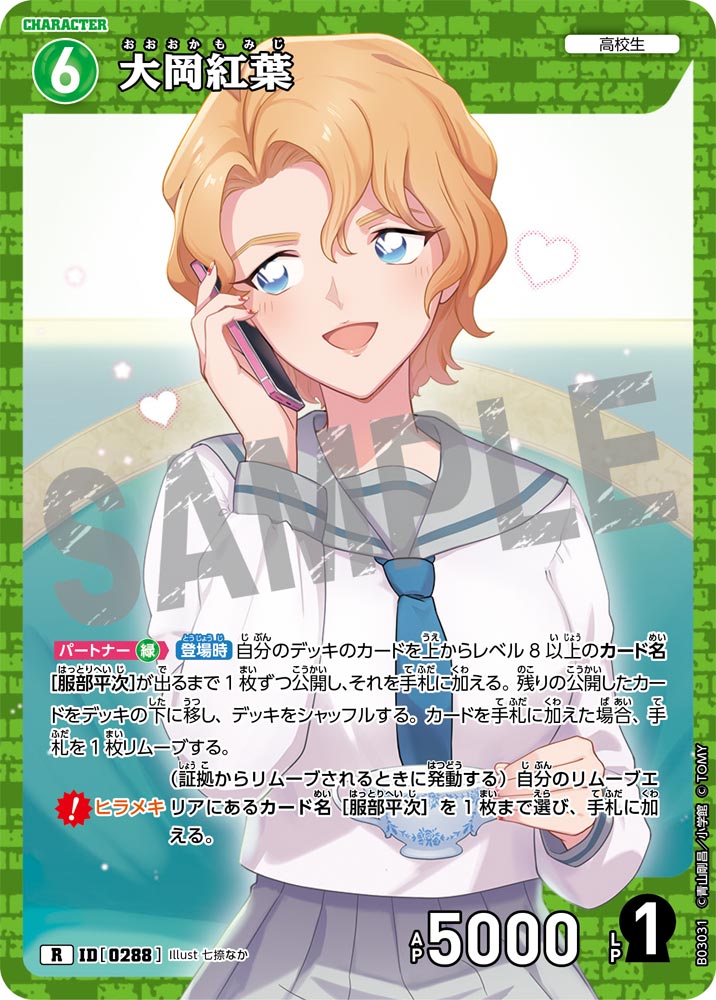 CHARACTER
6
おおおかもみじ
大岡紅葉
高校生
SAMPLE
パートナー 緑 登場時 自分のデッキのカードを上からレベル8以上のカード名
[服部平次]が出るまで1枚ずつ公開し、それを手札に加える。残りの公開したカー
ドをデッキの下に移し、デッキをシャッフルする。カードを手札に加えた場合、手
札を1枚リムーブする。
(証拠からリムーブされるときに発動する)自分のリムーブエ
ヒラメキ リアにあるカード名[服部平次]を1枚まで選び、手札に加
える。
R ID[0288] Illust 七捺なか
AP 5000 LP 1
B03031 ©青山剛昌/小学館 ©TOMY